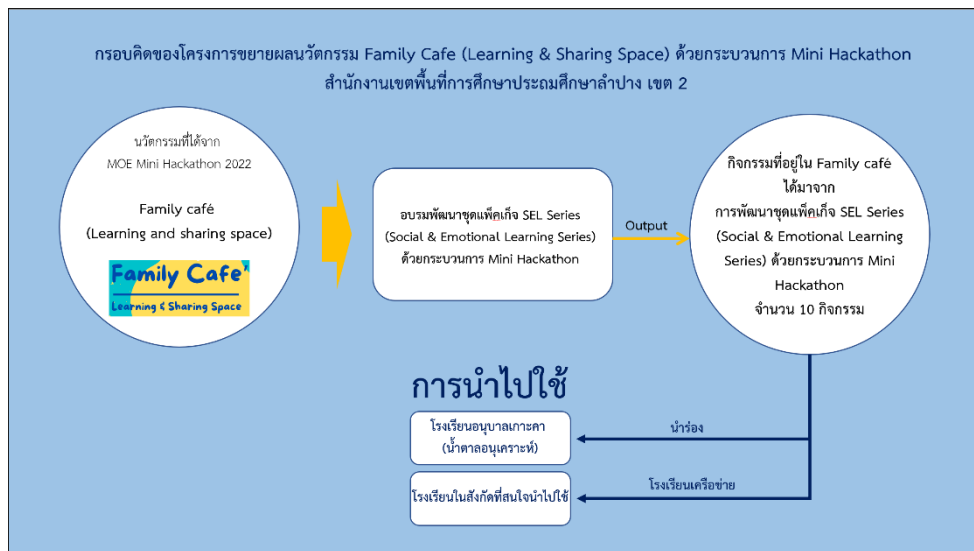 กรอบคิดของโครงการขยายผลนวัตกรรม Family Cafe (Learning & Sharing Space) ด้วยกระบวนการ Mini Hackathon
สำนักงานเขตพื้นที่การศึกษาประถมศึกษาลำปาง เขต 2
นวัตกรรมที่ได้จาก
MOE Mini Hackathon 2022
Family café
(Learning and sharing space)
Family Cafe'
Learning & Sharing Space
อบรมพัฒนาชุดแพ็คเก็จ SEL Series
(Social & Emotional Learning Series)
ด้วยกระบวนการ Mini Hackathon
Output
กิจกรรมที่อยู่ใน Family café
ได้มาจาก
การพัฒนาชุดแพ็คเก็จ SEL Series
(Social & Emotional Learning
Series) ด้วยกระบวนการ Mini
Hackathon
จำนวน 10 กิจกรรม
การนำไปใช้
โรงเรียนอนุบาลเกาะคา
(น้ำตาลอนุเคราะห์)
นำร่อง
โรงเรียนในสังกัดที่สนใจนำไปใช้
โรงเรียนเครือข่าย